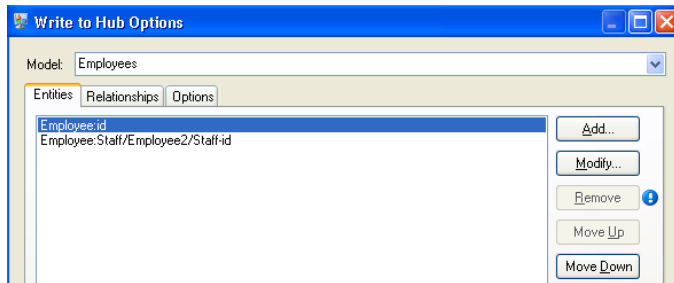 Write to Hub Options
Model: Employees
Entities Relationships Options
Employee:id
Employee:Staff/Employee2/Staff-id
Add...
Modify...
Remove
Move Up
Move Down